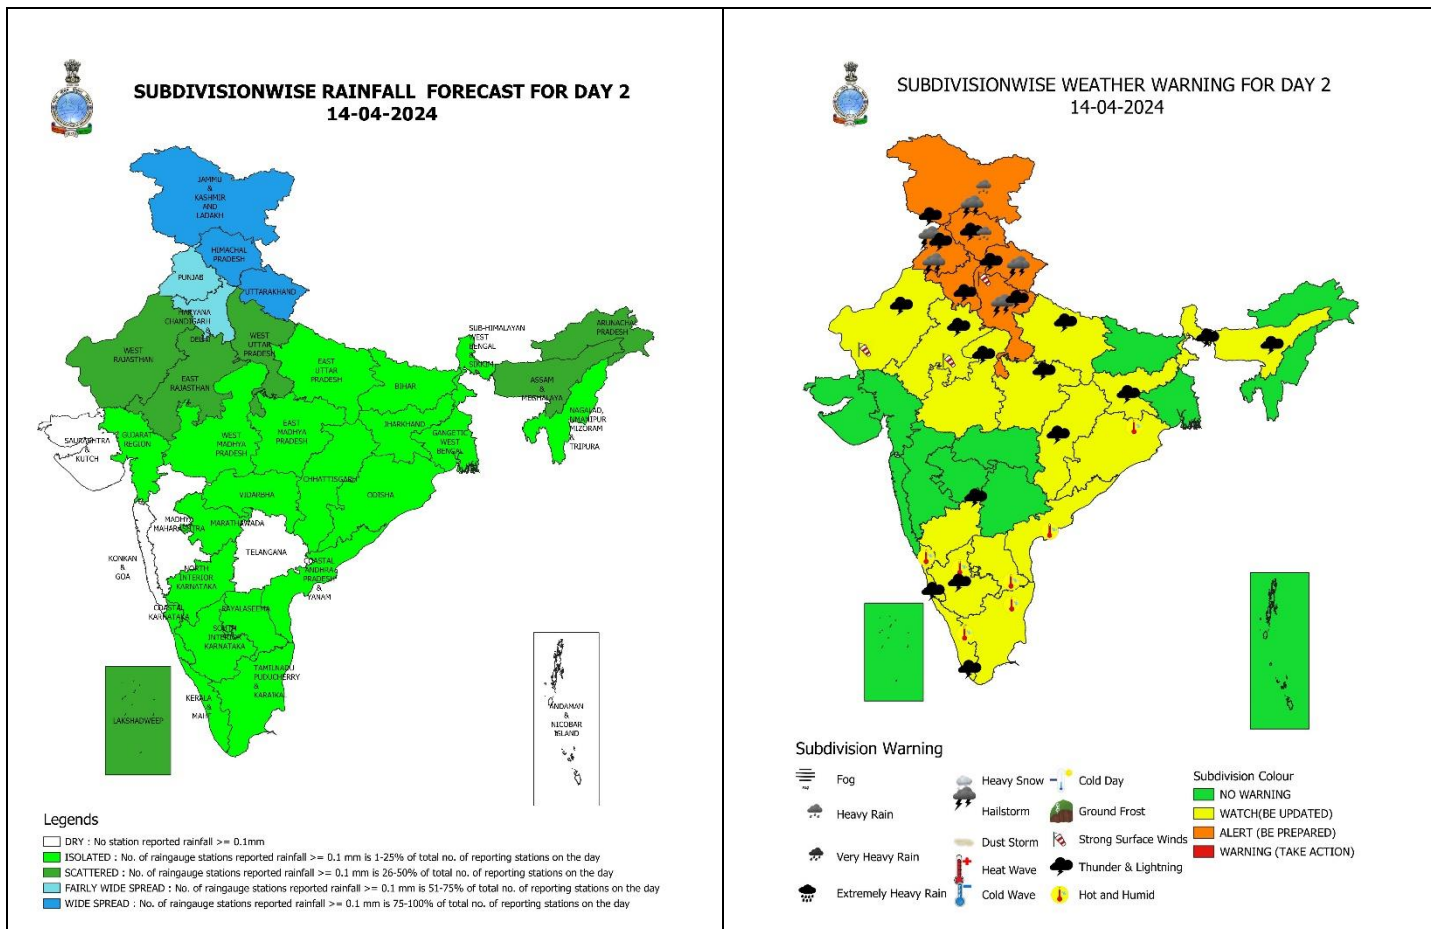 SUBDIVISIONWISE RAINFALL FORECAST FOR DAY 2
14-04-2024
JAMMU
&
KASHMIR
AND
LADAKH
HIMACHAL
PRADESH
PUNJAB
UTTARAKHAND
HARYANA
CHANDIGARH
&
DELHI
WEST
UTTAR
PRADESH
WEST
RAJASTHAN
EAST
RAJASTHAN
EAST
UTTAR
PRADESH
SUB-HIMALAYAN
WEST
BENGAL
&
SIKKIM
ARUNACHAL
PRADESH
BIHAR
ASSAM
&
MEGHALAYA
NAGALAD,
MANIPUR
MIZORAM
&
TRIPURA
SAURASHTRA
&
KUTCH
GUJARAT
REGION
WEST
MADHYA
PRADESH
EAST
MADHYA
PRADESH
JHARKHAND
GANGETIC
WEST
BENGAL
CHHATTISGARH
ODISHA
VIDARBHA
MADHYA
MAHARASHTRA
MARATHAWADA
TELANGANA
KONKAN
&
GOA
NORTH
INTERIOR
KARNATAKA
COASTAL
ANDHRA
PRADESH
&
YANAM
COASTAL
KARNATAKA
RAYALASEEMA
SOUTH
INTERIOR
KARNATAKA
TAMILNADU
PUDUCHERRY
&
KARAIKAL
KERALA
&
MAHE
LAKSHADWEEP
ANDAMAN
&
NICOBAR
ISLAND
Legends
DRY : No station reported rainfall >= 0.1mm
ISOLATED : No. of raingauge stations reported rainfall >= 0.1 mm is 1-25% of total no. of reporting stations on the day
SCATTERED : No. of raingauge stations reported rainfall >= 0.1 mm is 26-50% of total no. of reporting stations on the day
FAIRLY WIDE SPREAD : No. of raingauge stations reported rainfall >= 0.1 mm is 51-75% of total no. of reporting stations on the day
WIDE SPREAD : No. of raingauge stations reported rainfall >= 0.1 mm is 75-100% of total no. of reporting stations on the day
SUBDIVISIONWISE WEATHER WARNING FOR DAY 2
14-04-2024
Subdivision Warning
Fog
Heavy Rain
Very Heavy Rain
Extremely Heavy Rain
Heavy Snow
Hailstorm
Dust Storm
Heat Wave
Cold Wave
Cold Day
Ground Frost
Strong Surface Winds
Thunder & Lightning
Hot and Humid
Subdivision Colour
NO WARNING
WATCH(BE UPDATED)
ALERT (BE PREPARED)
WARNING (TAKE ACTION)